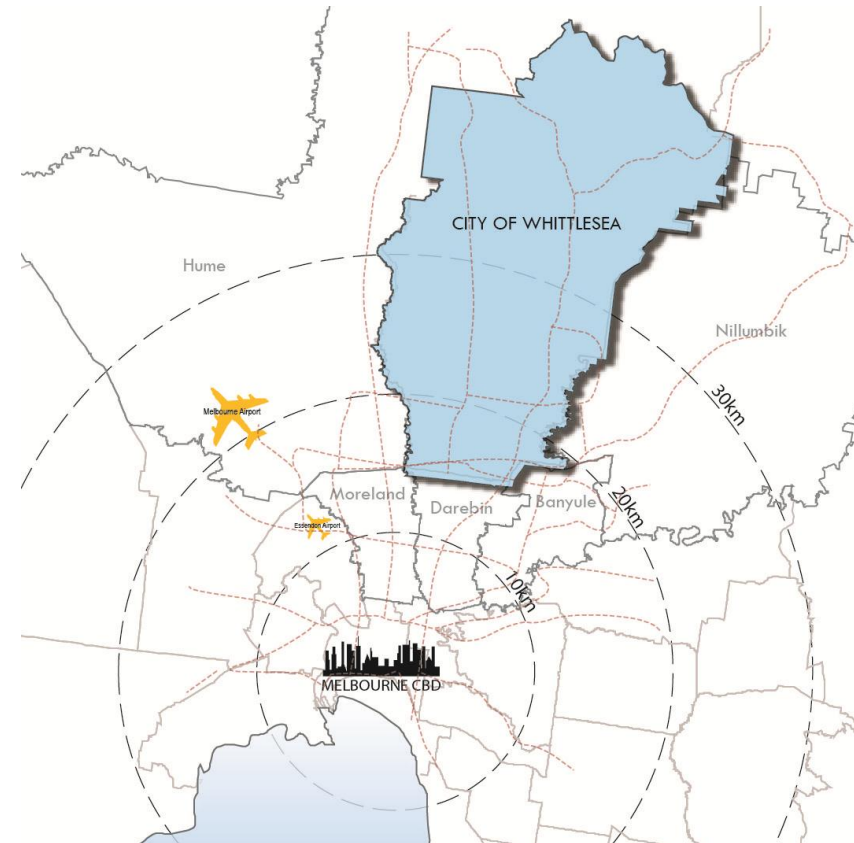 CITY OF WHITTLESEA
Hume
Nillumbik
30km
Melbourne Airport
Moreland
Darebin
Banyule
20km
Essendon Airport
10km
MELBOURNE CBD